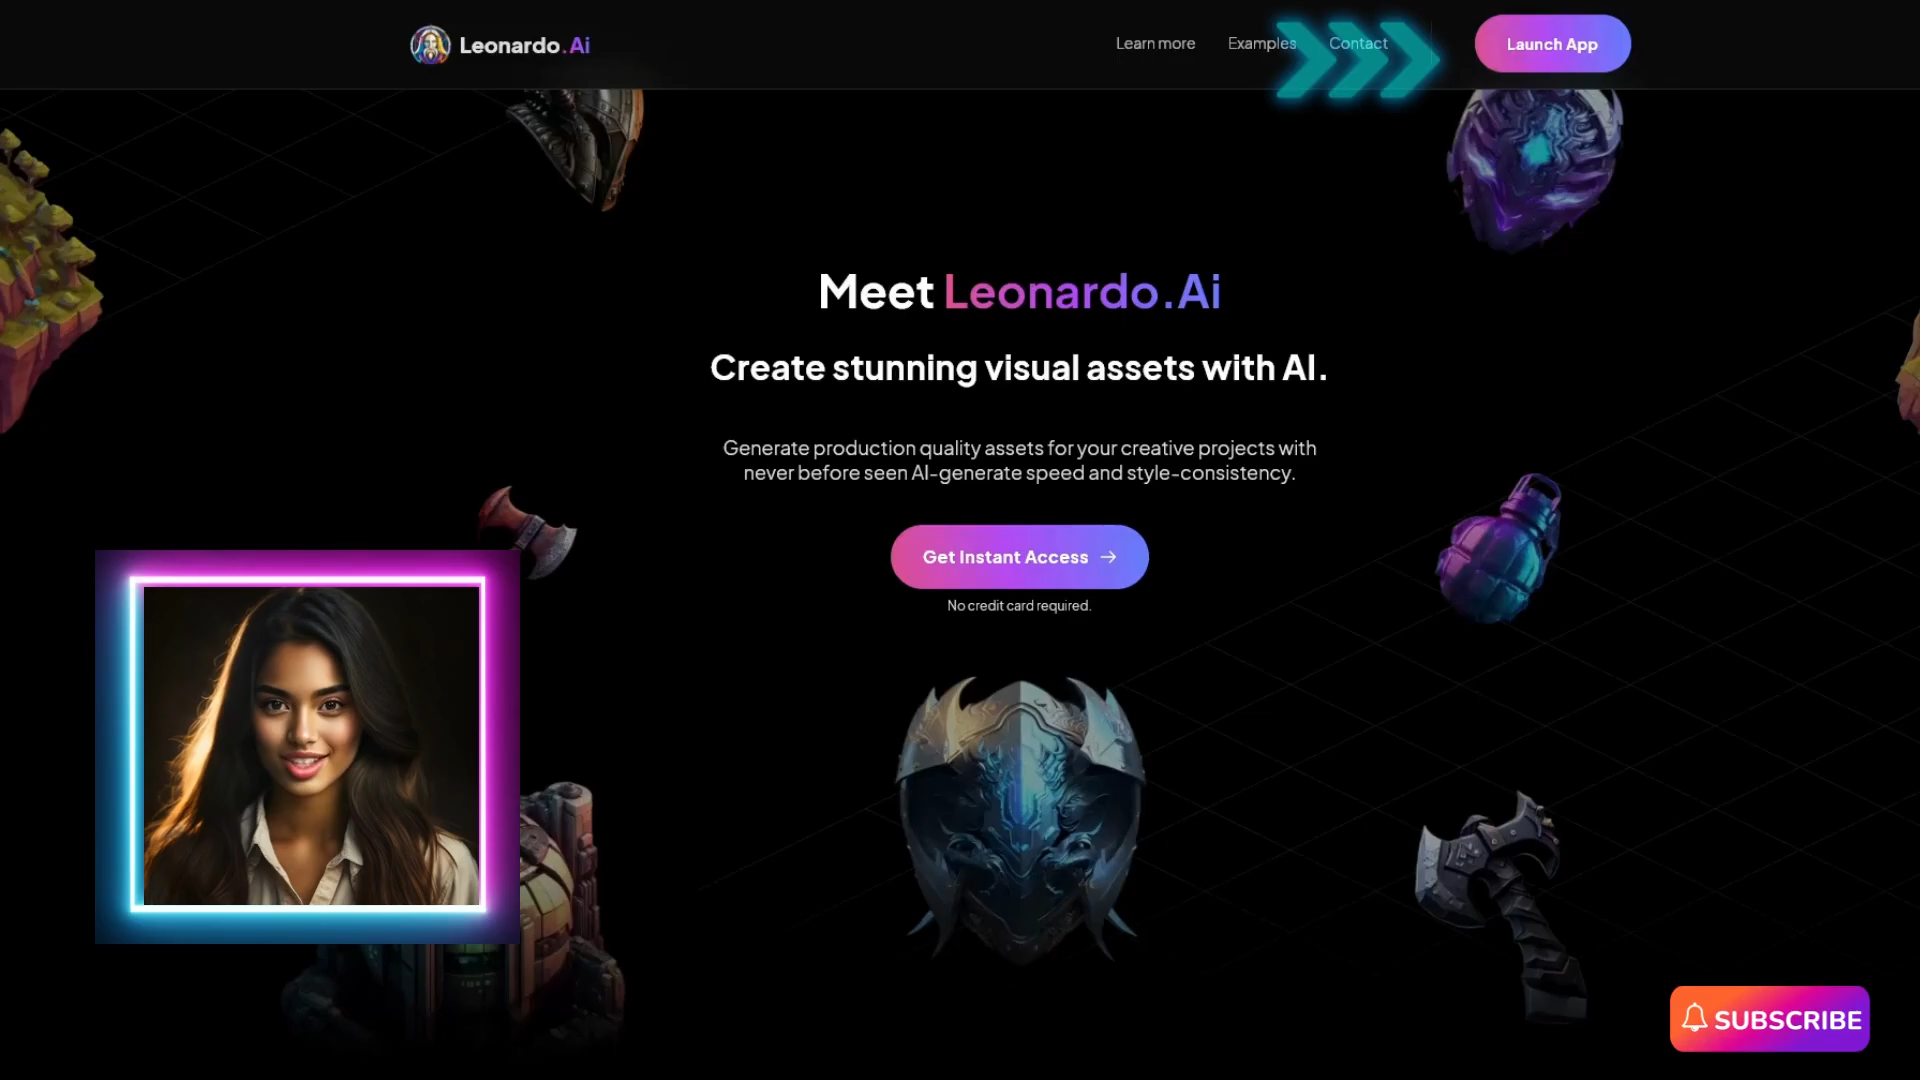 Leonardo.Ai
Learn more
Examples
Contact
Launch App
Meet Leonardo.Ai
Create stunning visual assets with AI.
Generate production quality assets for your creative projects with
never before seen AI-generate speed and style-consistency.
Get Instant Access →
No credit card required.
SUBSCRIBE